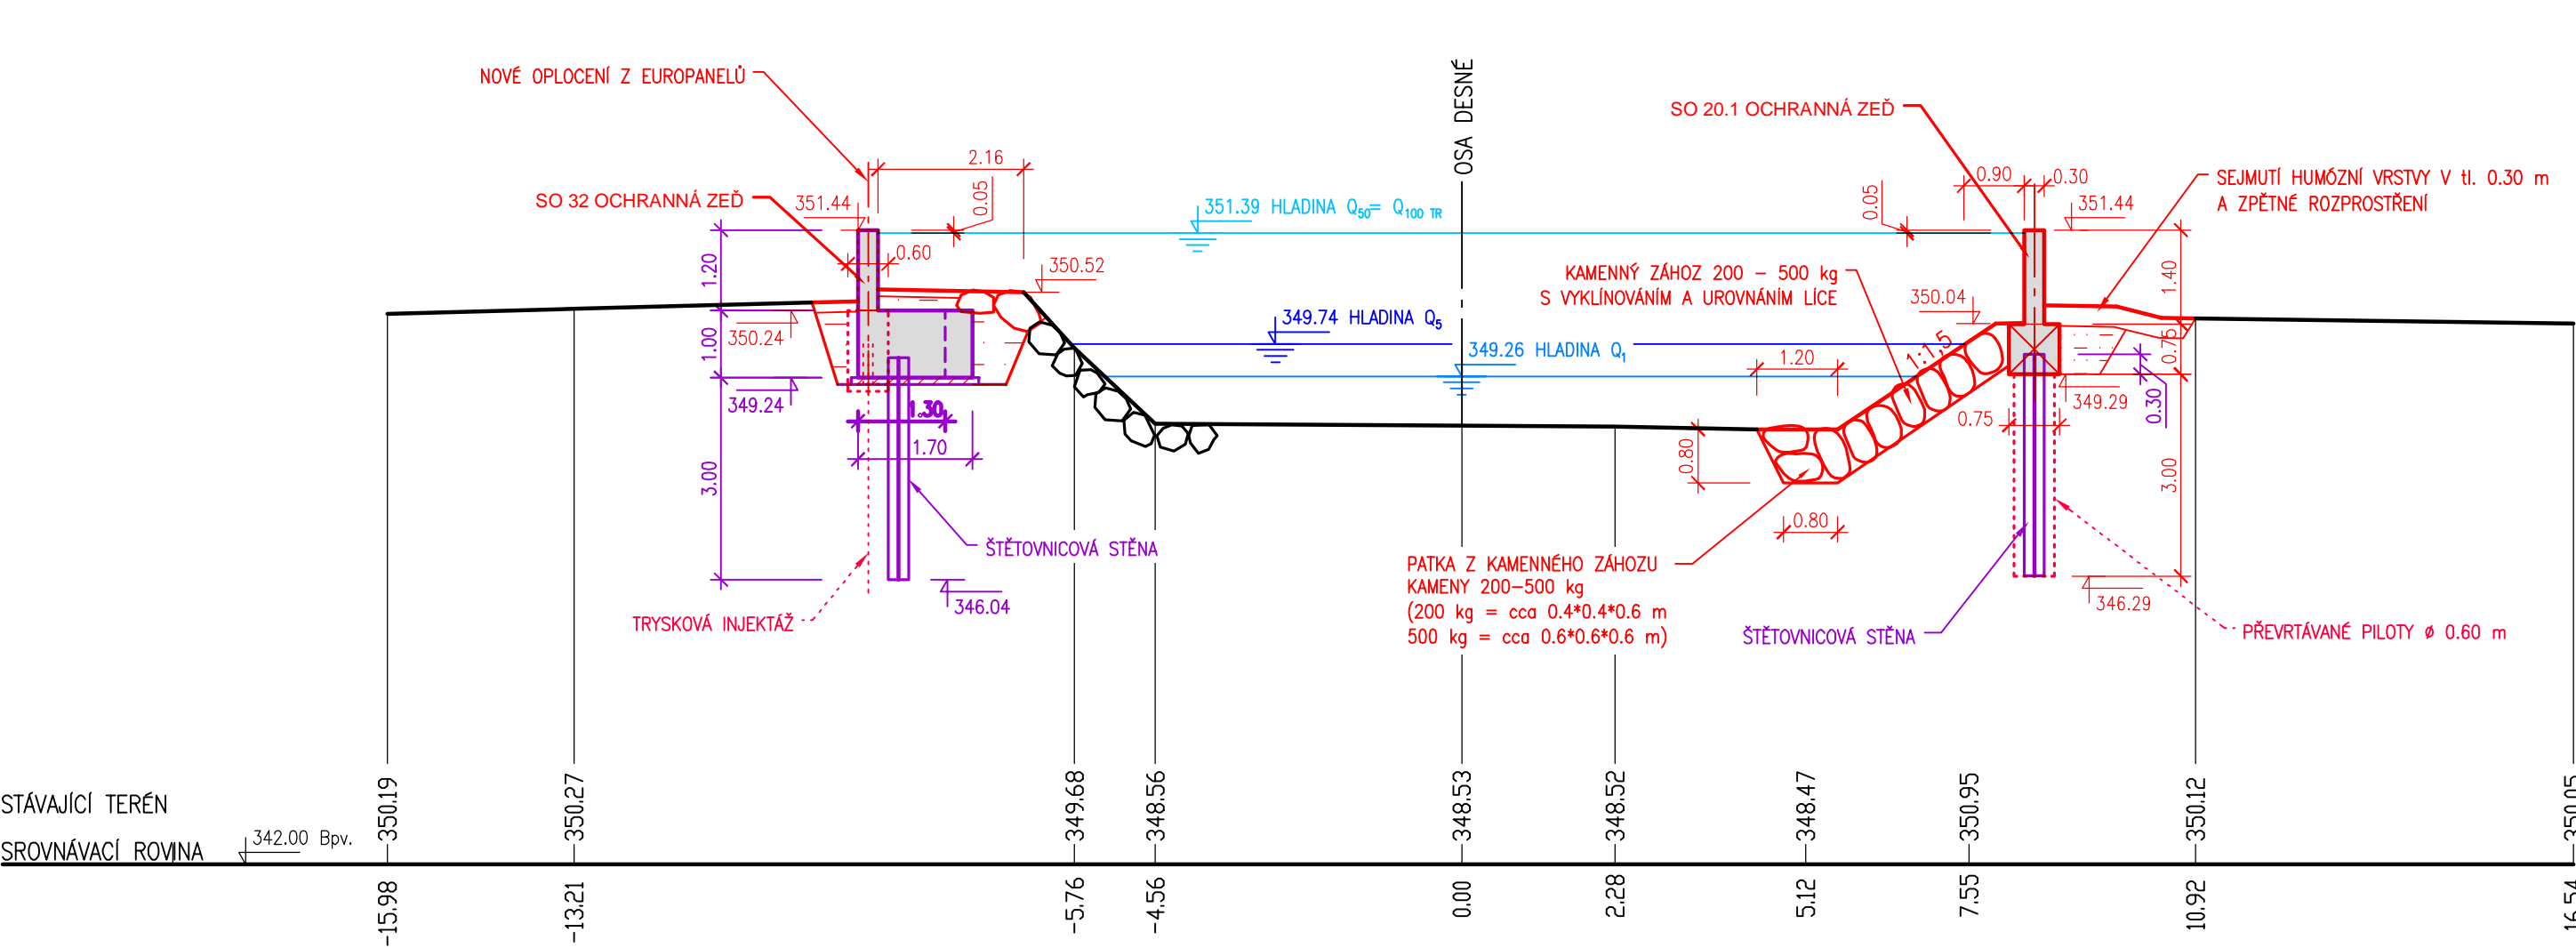 NOVÉ OPLOCENÍ Z EUROPANELŮ
OSA DESNÉ
SO 20.1 OCHRANNÁ ZEĎ
SO 32 OCHRANNÁ ZEĎ
351.44
2.16
0.05
0.60
350.52
1.20
1.00
3.00
350.24
349.24
1.30
1.70
ŠTĚTOVNICOVÁ STĚNA
346.04
TRYSKOVÁ INJEKTÁŽ
351.39 HLADINA Q50= Q100 TR
349.74 HLADINA Q5
349.26 HLADINA Q1
KAMENNÝ ZÁHOZ 200 – 500 kg
S VYKLÍNOVÁNÍM A UROVNÁNÍM LÍCE
0.05
0.90
0.30
351.44
SEJMUTÍ HUMÓZNÍ VRSTVY V tl. 0.30 m
A ZPĚTNÉ ROZPROSTŘENÍ
350.04
1:1,5
1.20
1.40
0.75
349.29
0.30
0.75
3.00
0.80
0.80
346.29
PATKA Z KAMENNÉHO ZÁHOZU
KAMENY 200–500 kg
(200 kg = cca 0.4*0.4*0.6 m
500 kg = cca 0.6*0.6*0.6 m)
ŠTĚTOVNICOVÁ STĚNA
PŘEVRTÁVANÉ PILOTY ø 0.60 m
STÁVAJÍCÍ TERÉN
350.19
350.27
349.68
348.56
348.53
348.52
348.47
350.95
350.12
350.05
SROVNÁVACÍ ROVINA
342.00 Bpv.
-15.98
-13.21
-5.76
-4.56
0.00
2.28
5.12
7.55
10.92
16.54